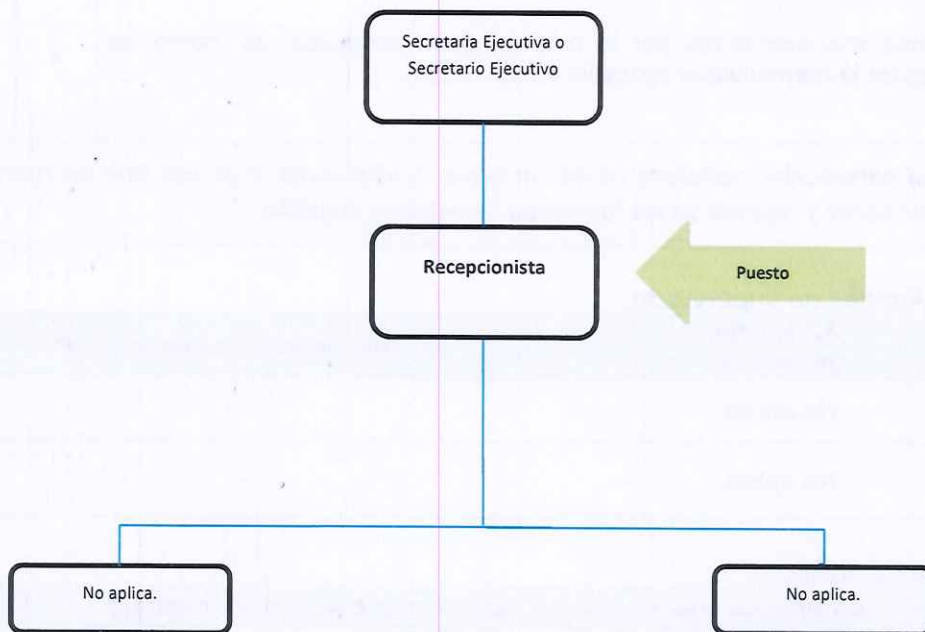 Secretaria Ejecutiva o
Secretario Ejecutivo
Recepcionista
Puesto
No aplica.
No aplica.